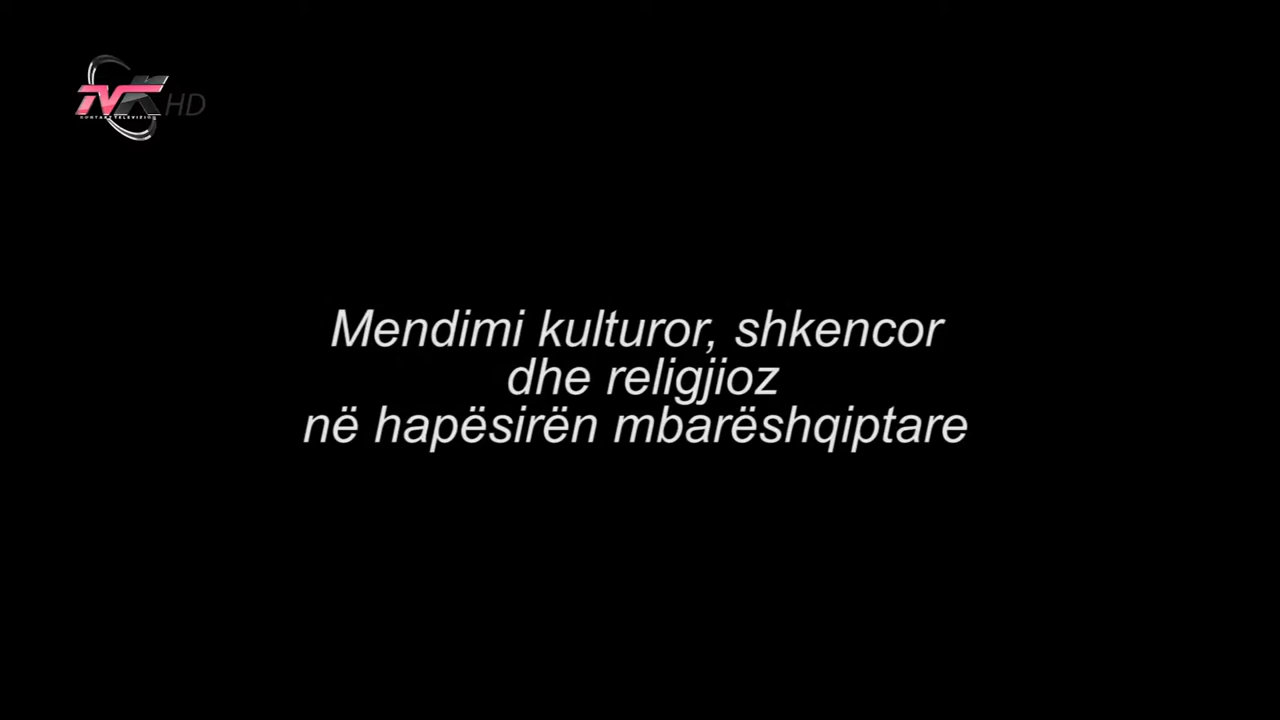 TVK HD
Mendimi kulturor, shkencor
dhe religjioz
në hapësirën mbarëshqiptare